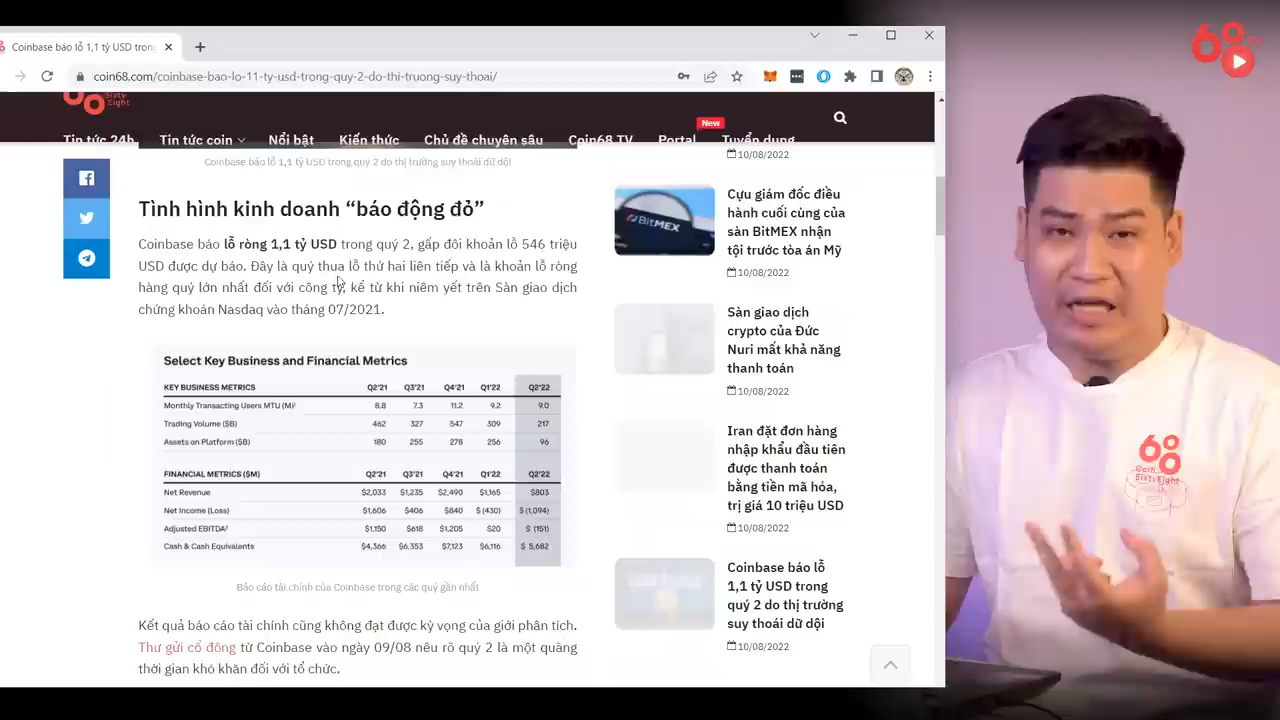 Coinbase báo lỗ 1,1 tỷ USD tron
coin68.com/coinbase-bao-lo-11-ty-usd-trong-quy-2-do-thi-truong-suy-thoai/
68
TV
Sixty
Eight
New
Tin tức 24h Tin tức coin Nổi bật Kiến thức Chủ đề chuyên sâu Coin68 TV Portal Tuyển dụng
Coinbase báo lỗ 1,1 tỷ USD trong quý 2 do thị trường suy thoái dữ dội
Tình hình kinh doanh “báo động đỏ”
Coinbase báo lỗ ròng 1,1 tỷ USD trong quý 2, gấp đôi khoản lỗ 546 triệu
USD được dự báo. Đây là quý thua lỗ thứ hai liên tiếp và là khoản lỗ ròng
hàng quý lớn nhất đối với công ty, kể từ khi niêm yết trên Sàn giao dịch
chứng khoán Nasdaq vào tháng 07/2021.
Select Key Business and Financial Metrics
KEY BUSINESS METRICS Q2'21 Q3'21 Q4'21 Q1'22 Q2'22
Monthly Transacting Users MTU (M)¹ 8.8 7.3 11.2 9.2 9.0
Trading Volume ($B) 462 327 547 309 217
Assets on Platform ($B) 180 255 278 256 96
FINANCIAL METRICS ($M) Q2'21 Q3'21 Q4'21 Q1'22 Q2'22
Net Revenue $2,033 $1,235 $2,490 $1,165 $803
Net Income (Loss) $1,606 $406 $840 $ (430) $ (1,094)
Adjusted EBITDA² $1,150 $618 $1,205 $20 $ (151)
Cash & Cash Equivalents $4,366 $6,353 $7,123 $6,116 $ 5,682
Báo cáo tài chính của Coinbase trong các quý gần nhất
Kết quả báo cáo tài chính cũng không đạt được kỳ vọng của giới phân tích.
Thư gửi cổ đông từ Coinbase vào ngày 09/08 nêu rõ quý 2 là một quãng
thời gian khó khăn đối với tổ chức.
10/08/2022
BitMEX
Cựu giám đốc điều
hành cuối cùng của
sàn BitMEX nhận
tội trước tòa án Mỹ
10/08/2022
Sàn giao dịch
crypto của Đức
Nuri mất khả năng
thanh toán
10/08/2022
Iran đặt đơn hàng
nhập khẩu đầu tiên
được thanh toán
bằng tiền mã hóa,
trị giá 10 triệu USD
10/08/2022
Coinbase báo lỗ
1,1 tỷ USD trong
quý 2 do thị trường
suy thoái dữ dội
10/08/2022
68
Coin
SixtyEight